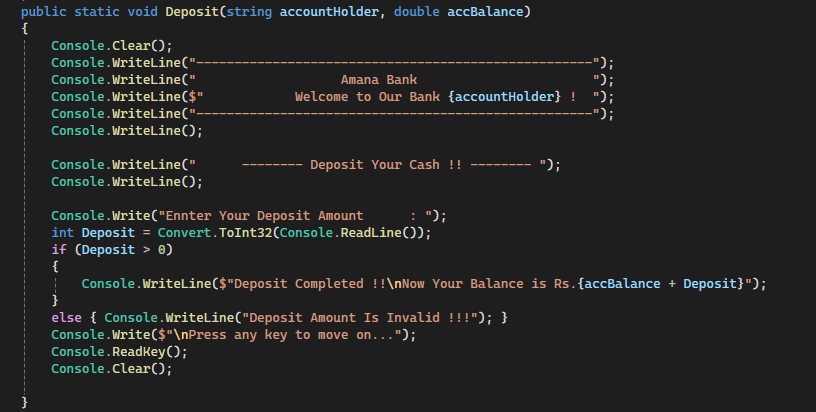 public static void Deposit(string accountHolder, double accBalance)
{
    Console.Clear();
    Console.WriteLine("----------------------------------------------------");
    Console.WriteLine("                   Amana Bank                       ");
    Console.WriteLine($"            Welcome to Our Bank {accountHolder} !  ");
    Console.WriteLine("----------------------------------------------------");
    Console.WriteLine();

    Console.WriteLine("      -------- Deposit Your Cash !! -------- ");
    Console.WriteLine();

    Console.Write("Ennter Your Deposit Amount      : ");
    int Deposit = Convert.ToInt32(Console.ReadLine());
    if (Deposit > 0)
    {
        Console.WriteLine($"Deposit Completed !!\nNow Your Balance is Rs.{accBalance + Deposit}");
    }
    else { Console.WriteLine("Deposit Amount Is Invalid !!!"); }
    Console.Write($"\nPress any key to move on...");
    Console.ReadKey();
    Console.Clear();

}